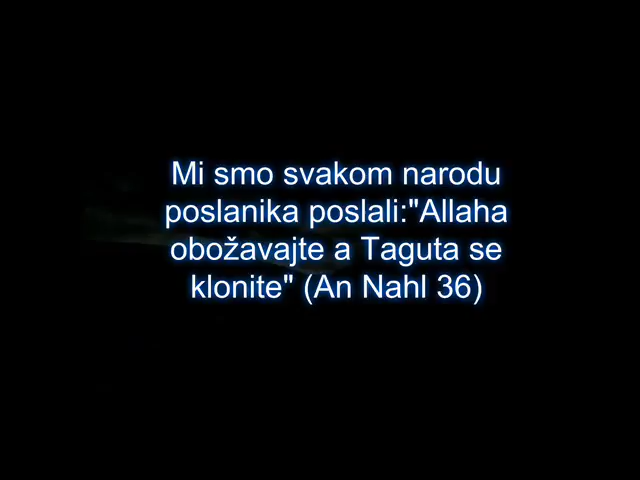 Mi smo svakom narodu
poslanika poslali:"Allaha
obožavajte a Taguta se
klonite" (An Nahl 36)